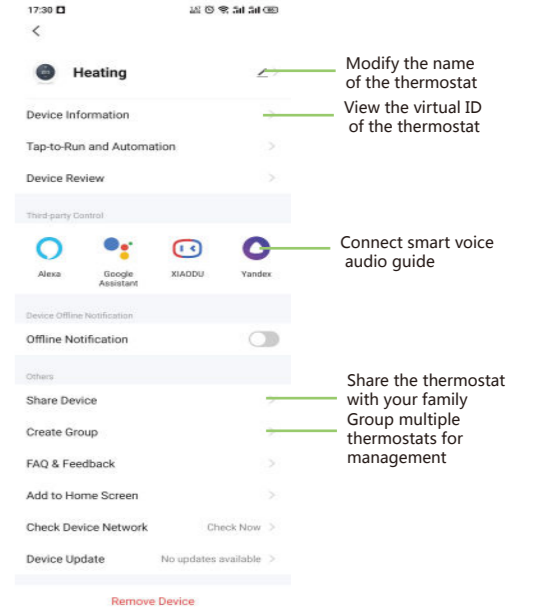 17:30
Heating
Modify the name
of the thermostat
Device Information
View the virtual ID
of the thermostat
Tap-to-Run and Automation
Device Review
Third-party Control
Alexa
Google
Assistant
XIAODU
Yandex
Connect smart voice
audio guide
Device Offline Notification
Offline Notification
Others
Share Device
Share the thermostat
with your family
Create Group
Group multiple
thermostats for
management
FAQ & Feedback
Add to Home Screen
Check Device Network Check Now
Device Update No updates available
Remove Device